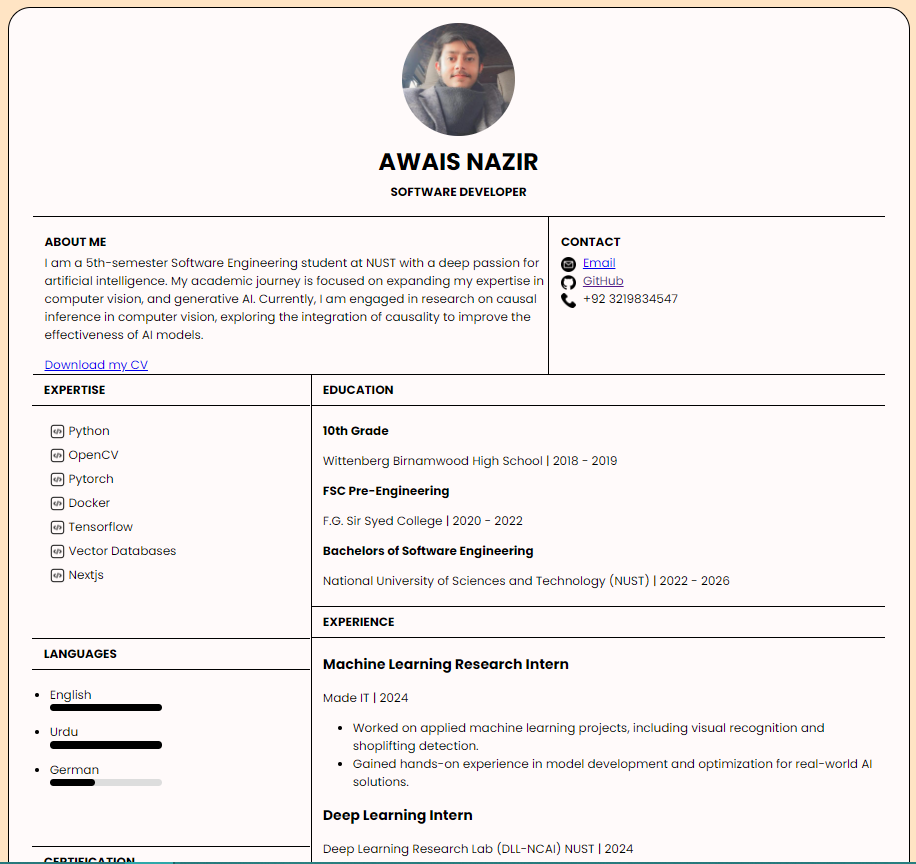 AWAIS NAZIR
SOFTWARE DEVELOPER
ABOUT ME
I am a 5th-semester Software Engineering student at NUST with a deep passion for
artificial intelligence. My academic journey is focused on expanding my expertise in
computer vision, and generative AI. Currently, I am engaged in research on causal
inference in computer vision, exploring the integration of causality to improve the
effectiveness of AI models.
Download my CV
CONTACT
Email
GitHub
+92 3219834547
EXPERTISE
Python
OpenCV
Pytorch
Docker
Tensorflow
Vector Databases
Nextjs
LANGUAGES
English
Urdu
German
CERTIFICATION
EDUCATION
10th Grade
Wittenberg Birnamwood High School | 2018 - 2019
FSC Pre-Engineering
F.G. Sir Syed College | 2020 - 2022
Bachelors of Software Engineering
National University of Sciences and Technology (NUST) | 2022 - 2026
EXPERIENCE
Machine Learning Research Intern
Made IT | 2024
Worked on applied machine learning projects, including visual recognition and
shoplifting detection.
Gained hands-on experience in model development and optimization for real-world AI
solutions.
Deep Learning Intern
Deep Learning Research Lab (DLL-NCAI) NUST | 2024